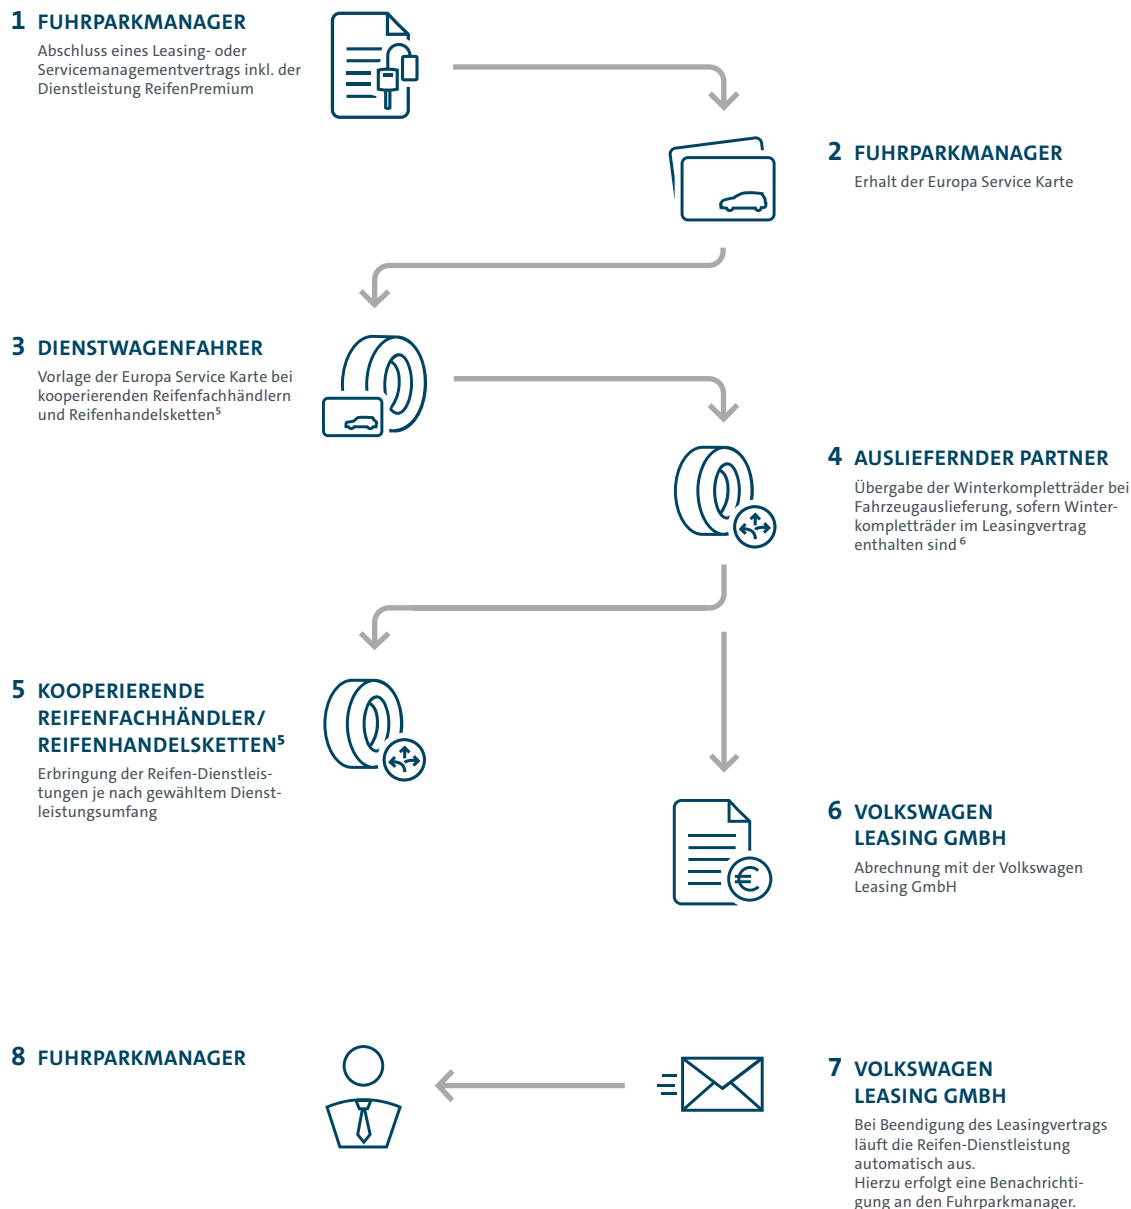 1 FUHRPARKMANAGER
Abschluss eines Leasing- oder
Servicemanagementvertrags inkl. der
Dienstleistung ReifenPremium
2 FUHRPARKMANAGER
Erhalt der Europa Service Karte
3 DIENSTWAGENFAHRER
Vorlage der Europa Service Karte bei
kooperierenden Reifenfachhändlern
und Reifenhandelsketten⁵
4 AUSLIEFERNDER PARTNER
Übergabe der Winterkompletträder bei
Fahrzeugauslieferung, sofern Winter-
kompletträder im Leasingvertrag
enthalten sind ⁶
5 KOOPERIERENDE
REIFENFACHHÄNDLER/
REIFENHANDELSKETTEN⁵
Erbringung der Reifen-Dienstleis-
tungen je nach gewähltem Dienst-
leistungsumfang
6 VOLKSWAGEN
LEASING GMBH
Abrechnung mit der Volkswagen
Leasing GmbH
€
8 FUHRPARKMANAGER
7 VOLKSWAGEN
LEASING GMBH
Bei Beendigung des Leasingvertrags
läuft die Reifen-Dienstleistung
automatisch aus.
Hierzu erfolgt eine Benachrichti-
gung an den Fuhrparkmanager.